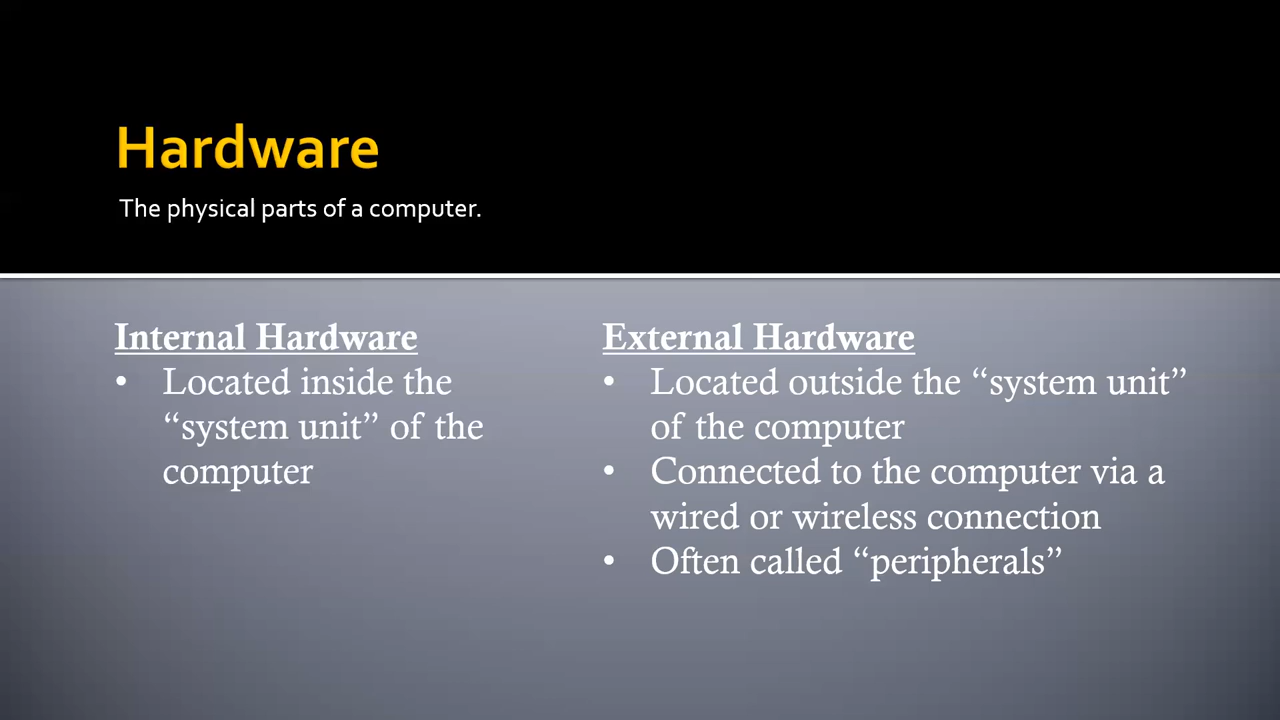 Hardware
The physical parts of a computer.
Internal Hardware
• Located inside the
“system unit” of the
computer
External Hardware
• Located outside the “system unit”
of the computer
• Connected to the computer via a
wired or wireless connection
• Often called “peripherals”